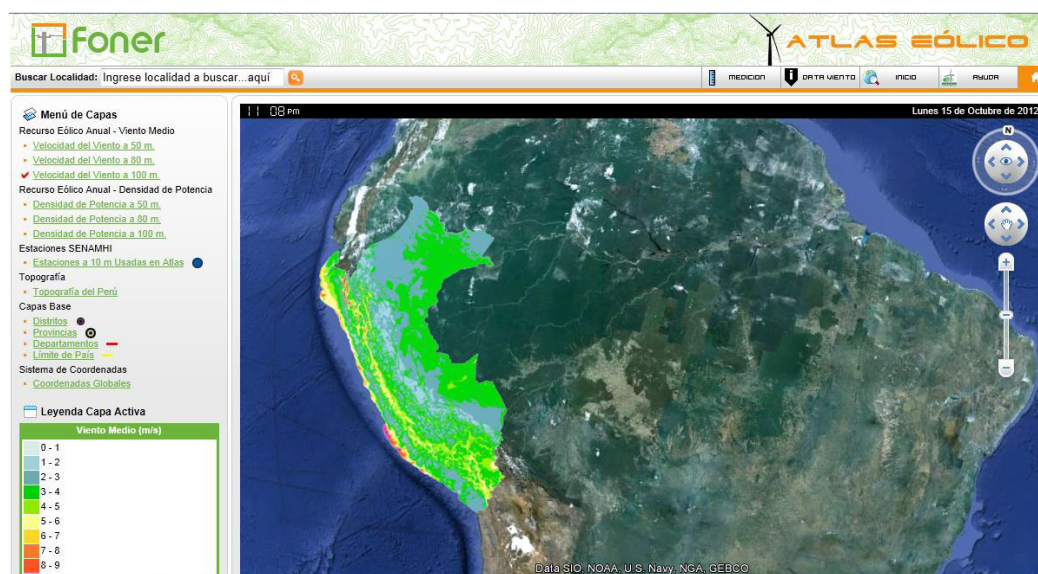 Foner
ATLAS EÓLICO
Buscar Localidad: Ingrese localidad a buscar...aquí
MEDICION DATA VIENTO INICIO AYUDA
Menú de Capas
Recurso Eólico Anual - Viento Medio
Velocidad del Viento a 50 m.
Velocidad del Viento a 80 m.
Velocidad del Viento a 100 m.
Recurso Eólico Anual - Densidad de Potencia
Densidad de Potencia a 50 m.
Densidad de Potencia a 80 m.
Densidad de Potencia a 100 m.
Estaciones SENAMHI
Estaciones a 10 m Usadas en Atlas
Topografía
Topografía del Perú
Capas Base
Distritos
Provincias
Departamentos
Límite de País
Sistema de Coordenadas
Coordenadas Globales
Leyenda Capa Activa
Viento Medio (m/s)
0 - 1
1 - 2
2 - 3
3 - 4
4 - 5
5 - 6
6 - 7
7 - 8
8 - 9
11 08 PM
Lunes 15 de Octubre de 2012
N
Data SIO, NOAA, U.S. Navy, NGA, GEBCO